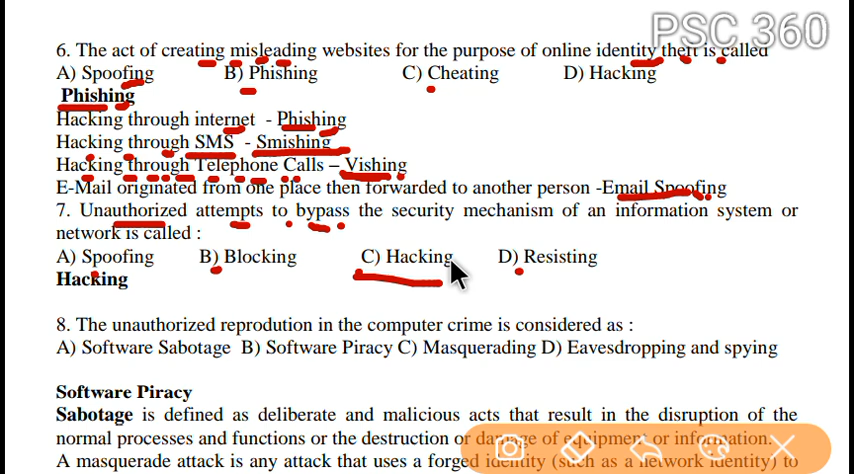 PSC 360
6. The act of creating misleading websites for the purpose of online identity theft is called
A) Spoofing B) Phishing C) Cheating D) Hacking
Phishing
Hacking through internet - Phishing
Hacking through SMS - Smishing
Hacking through Telephone Calls – Vishing
E-Mail originated from one place then forwarded to another person -Email Spoofing
7. Unauthorized attempts to bypass the security mechanism of an information system or
network is called :
A) Spoofing B) Blocking C) Hacking D) Resisting
Hacking
8. The unauthorized reprodution in the computer crime is considered as :
A) Software Sabotage B) Software Piracy C) Masquerading D) Eavesdropping and spying
Software Piracy
Sabotage is defined as deliberate and malicious acts that result in the disruption of the
normal processes and functions or the destruction or damage of equipment or information.
A masquerade attack is any attack that uses a forged identity (such as a network identity) to